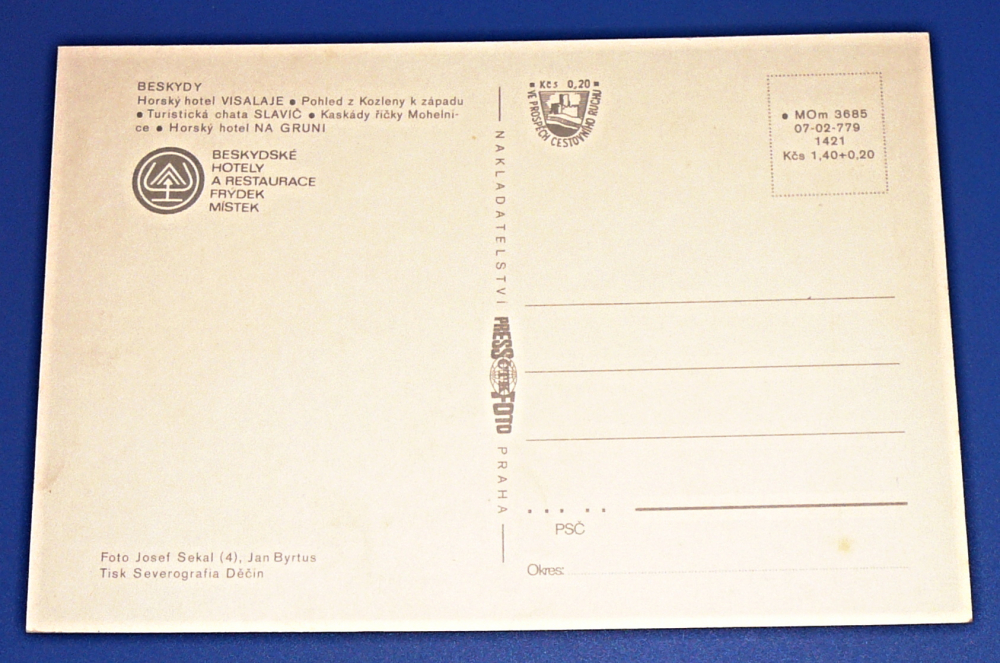 BESKYDY
Horský hotel VISALAJE ● Pohled z Kozleny k západu
● Turistická chata SLAVIČ ● Kaskády říčky Mohelni-
ce ● Horský hotel NA GRUNI
BESKYDSKÉ
HOTELY
A RESTAURACE
FRÝDEK
MÍSTEK
Foto Josef Sekal (4), Jan Byrtus
Tisk Severografia Děčín
NAKLADATELSTVÍ PRESSFOTO PRAHA
ČTK
Kčs 0,20
VE PROSPĚCH CESTOVNÍHO RUCHU
● MOm 3685
07-02-779
1421
Kčs 1,40+0,20
PSČ
Okres: